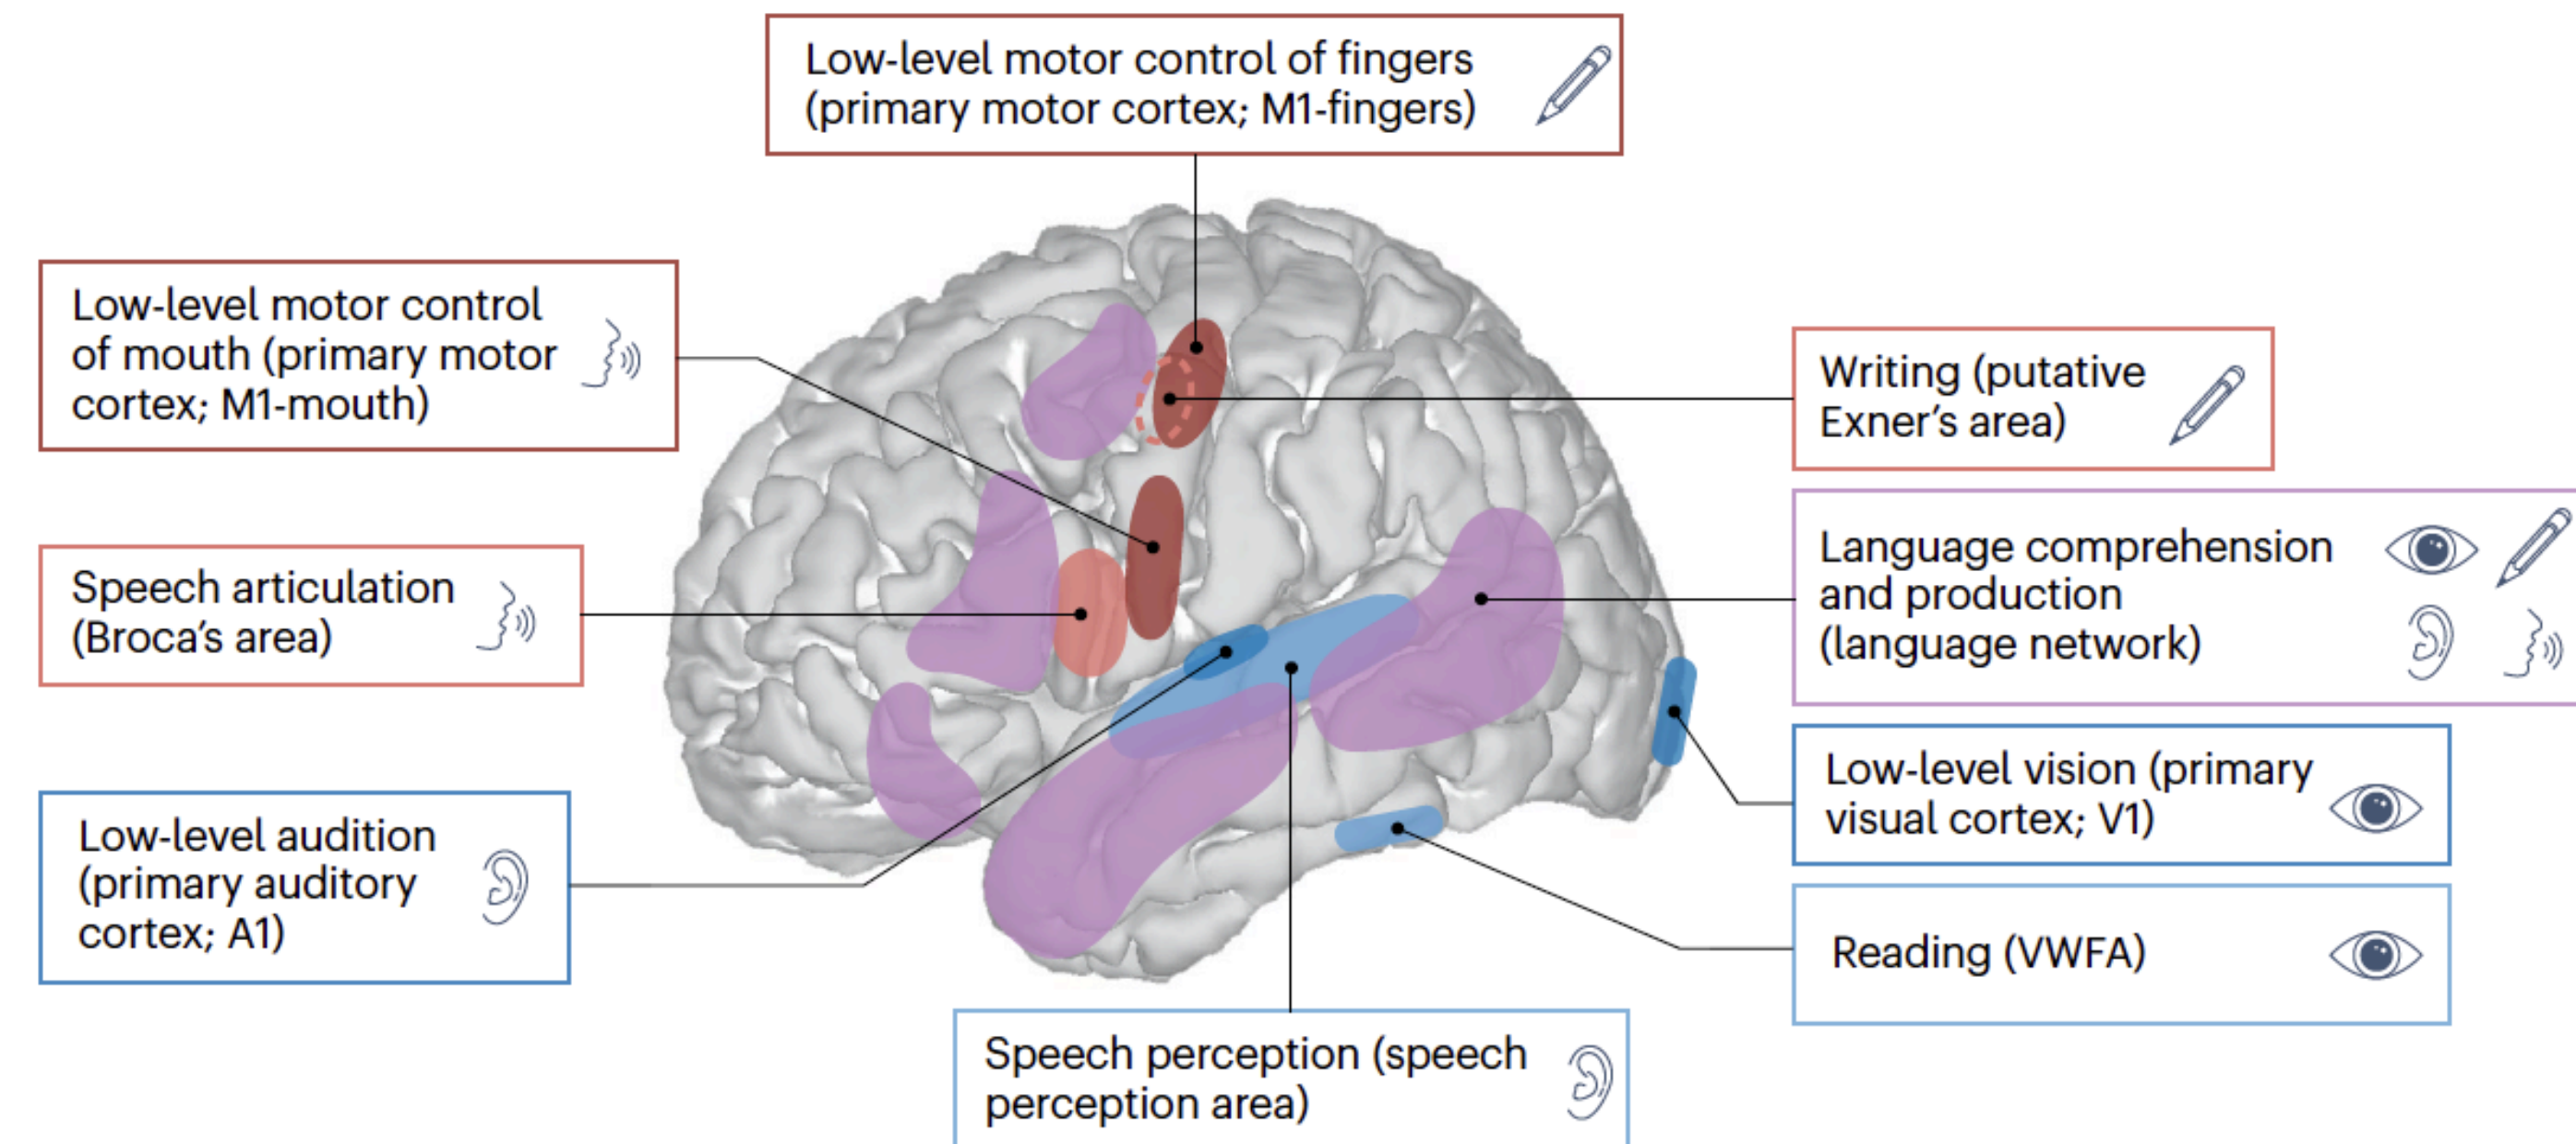 Low-level motor control of fingers
(primary motor cortex; M1-fingers)
Low-level motor control
of mouth (primary motor
cortex; M1-mouth)
Speech articulation
(Broca's area)
Low-level audition
(primary auditory
cortex; A1)
Writing (putative
Exner's area)
Language comprehension
and production
(language network)
Low-level vision (primary
visual cortex; V1)
Reading (VWFA)
Speech perception (speech
perception area)